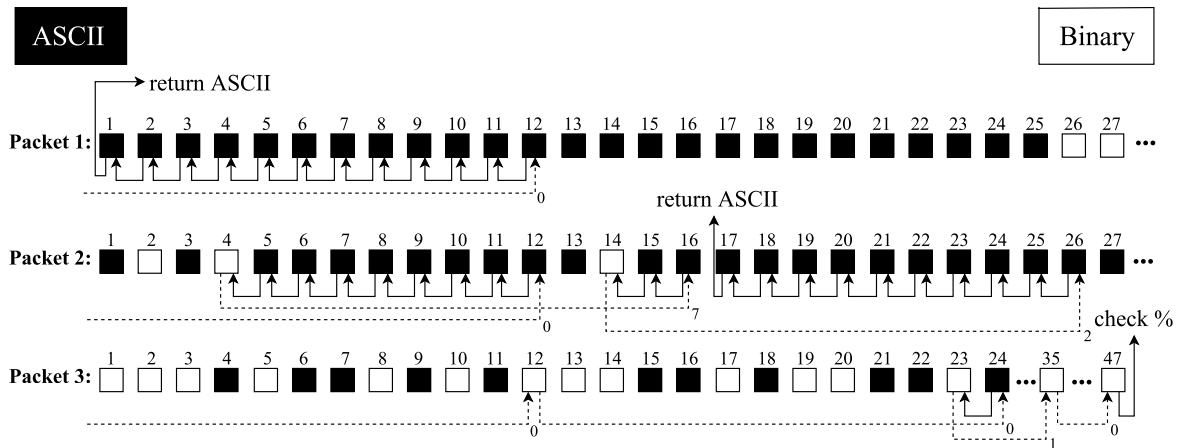 ASCII
Binary
return ASCII
1 2 3 4 5 6 7 8 9 10 11 12 13 14 15 16 17 18 19 20 21 22 23 24 25 26 27
Packet 1: •••
0
return ASCII
1 2 3 4 5 6 7 8 9 10 11 12 13 14 15 16 17 18 19 20 21 22 23 24 25 26 27
Packet 2: •••
7
0
2
check %
1 2 3 4 5 6 7 8 9 10 11 12 13 14 15 16 17 18 19 20 21 22 23 24 35 47
Packet 3: ••• •••
0 0 0
1